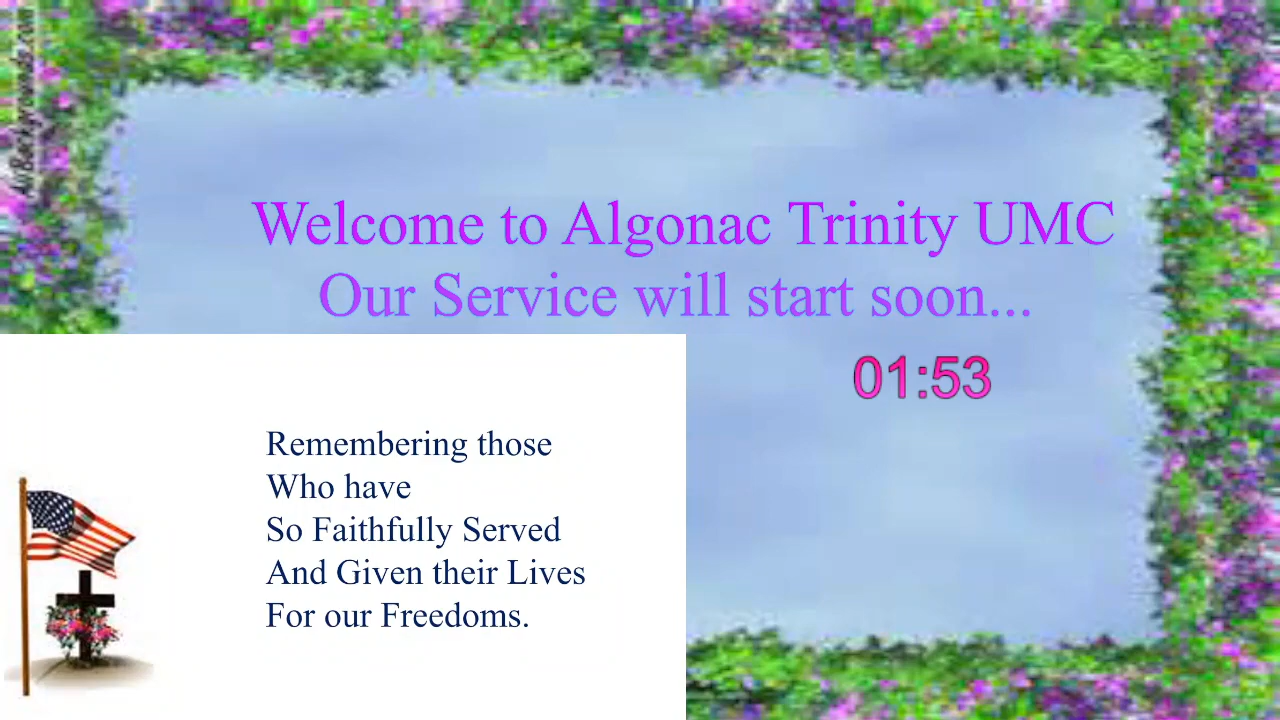 Welcome to Algonac Trinity UMC
Our Service will start soon...
01:53
Remembering those
Who have
So Faithfully Served
And Given their Lives
For our Freedoms.